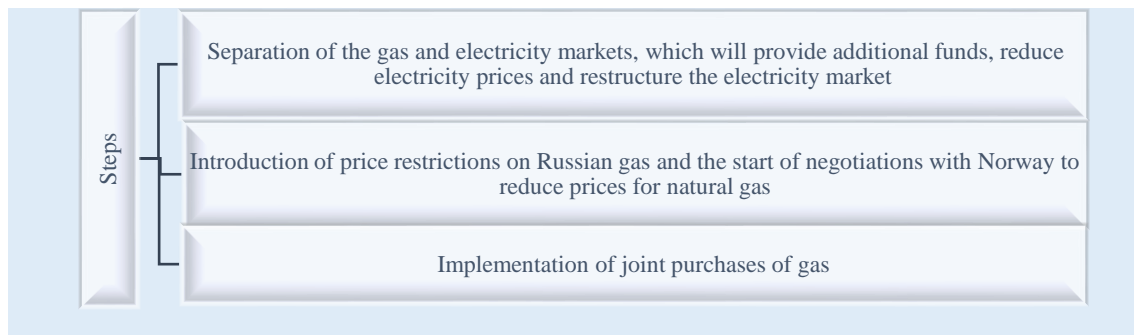 Steps
Separation of the gas and electricity markets, which will provide additional funds, reduce
electricity prices and restructure the electricity market
Introduction of price restrictions on Russian gas and the start of negotiations with Norway to
reduce prices for natural gas
Implementation of joint purchases of gas